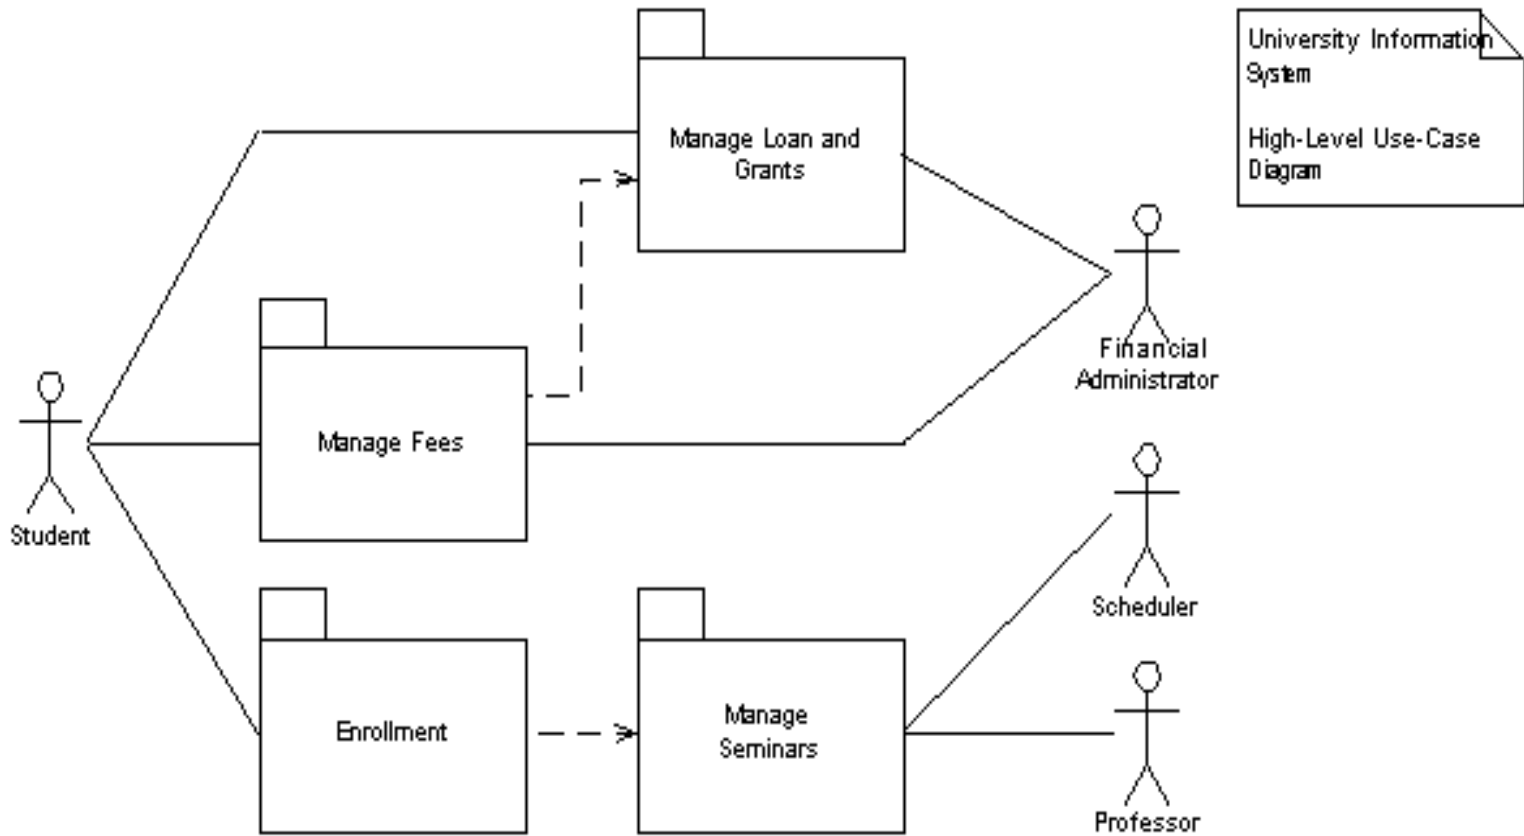 University Information
System
High-Level Use-Case
Diagram
Manage Loan and
Grants
Financial
Administrator
Manage Fees
Student
Scheduler
Enrollment
Manage
Seminars
Professor